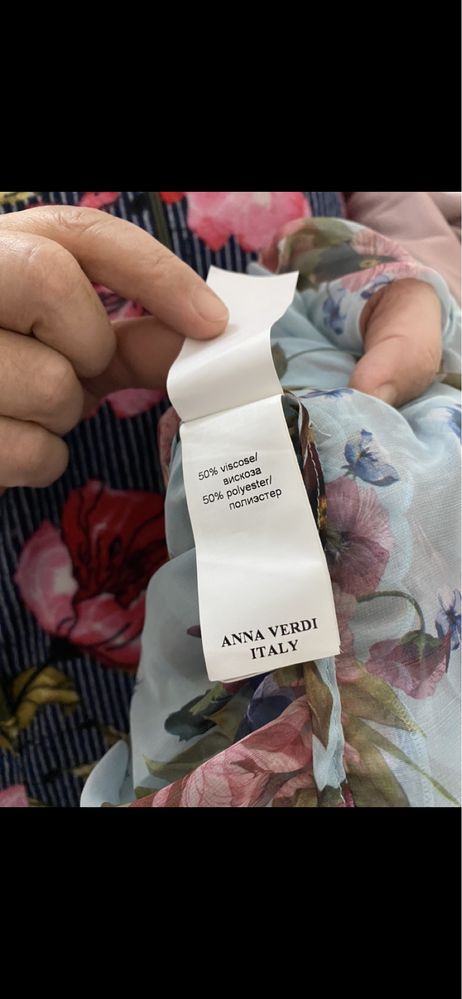 50% viscose/
вискоза
50% polyester/
полиэстер
ANNA VERDI
ITALY